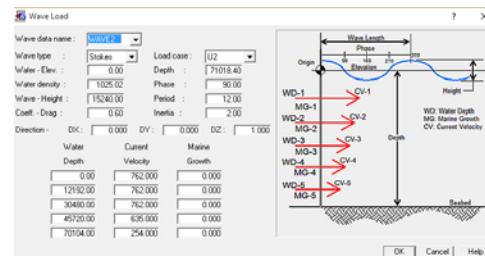 Wave Load
? X
Wave data name : WAVE2
Wave type : Stokes Load case : U2
Water - Elev. : 0.00 Depth : 71018.40
Water density : 1025.02 Phase : 90.00
Wave - Height : 15240.00 Period : 12.00
Coeff. - Drag : 0.60 Inertia : 2.00
Direction - DX : 0.000 DY : 0.000 DZ : 1.000
Water Current Marine
Depth Velocity Growth
0.00 762.000 0.000
12192.00 762.000 0.000
30480.00 762.000 0.000
45720.00 635.000 0.000
70104.00 254.000 0.000
Wave Length
Phase
0 90 180 270 360
Origin
Elevation
Height
WD-1 CV-1
MG-1
WD-2 CV-2
MG-2
WD-3 CV-3
MG-3
WD-4 CV-4
MG-4
WD-5 CV-5
MG-5
Depth
WD: Water Depth
MG: Marine Growth
CV: Current Velocity
Seabed
OK Cancel Help